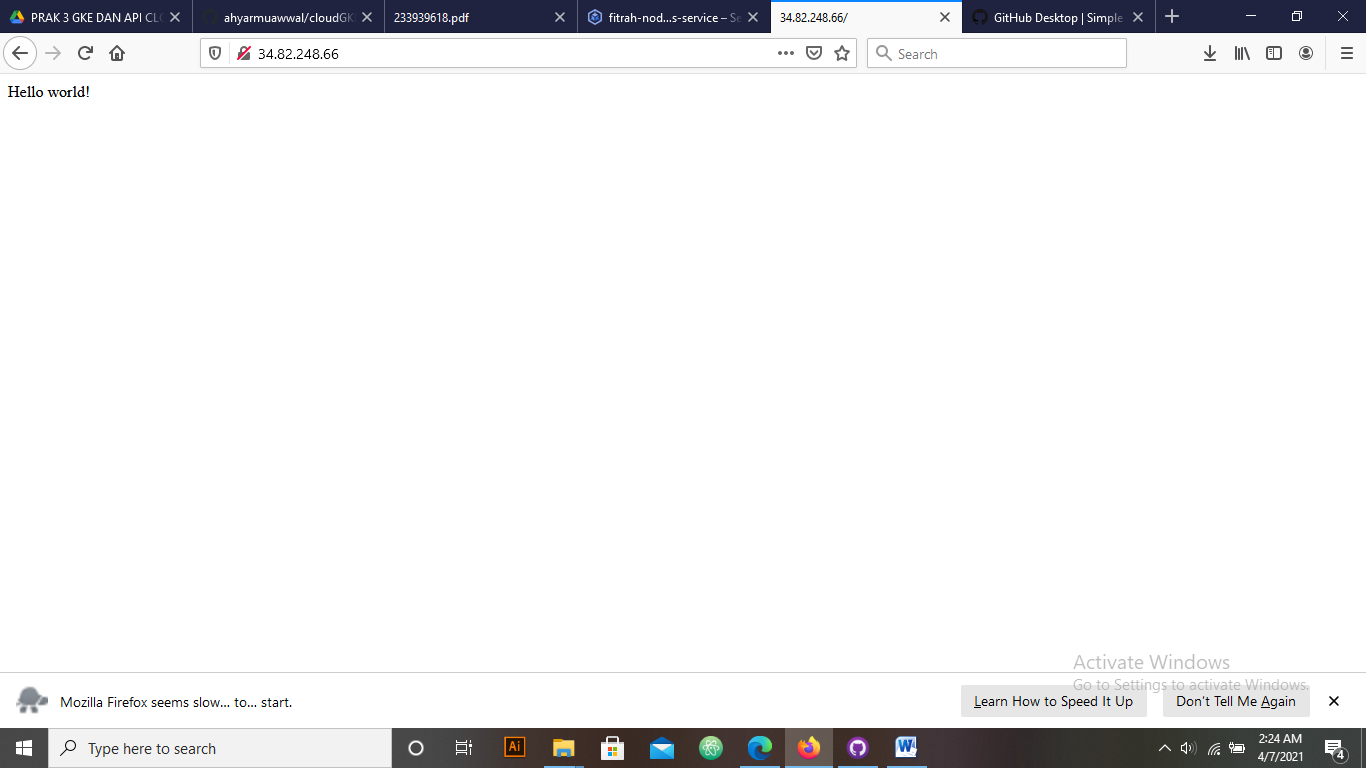 PRAK 3 GKE DAN API CLO
ahyarmuawwal/cloudGK
233939618.pdf
fitrah-nod...s-service – Se
34.82.248.66/
GitHub Desktop | Simple
34.82.248.66
Search
Hello world!
Activate Windows
Go to Settings to activate Windows.
Mozilla Firefox seems slow... to... start.
Learn How to Speed It Up
Don't Tell Me Again
Type here to search
Ai
W
2:24 AM
4/7/2021
4